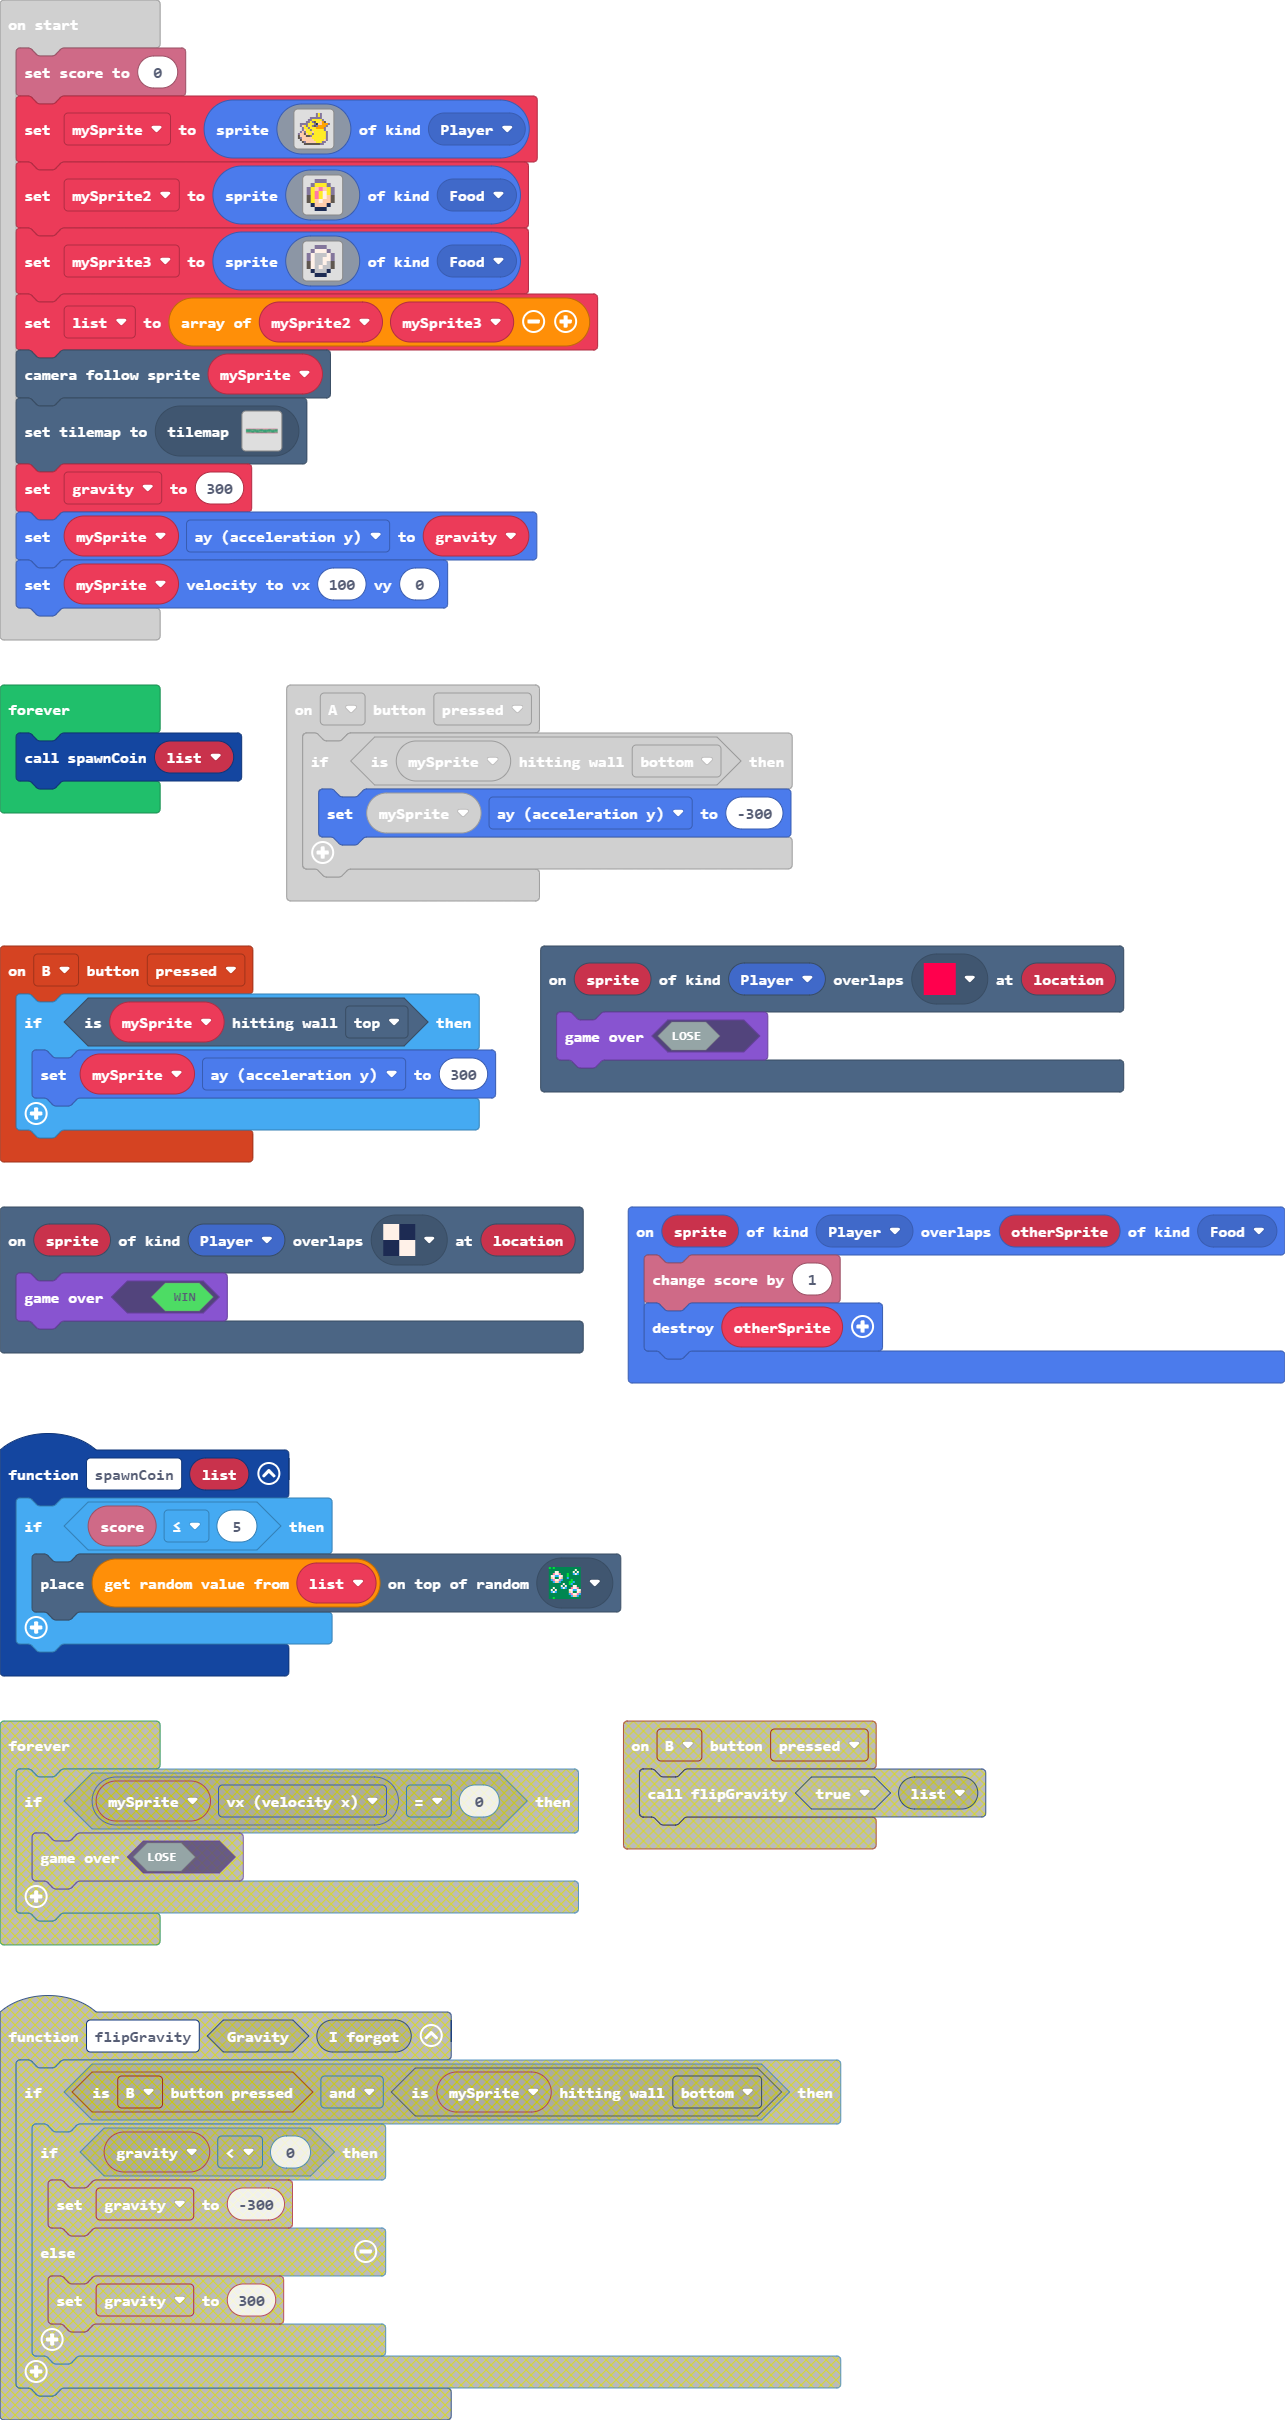 on start
set score to 0
set mySprite to sprite of kind Player
set mySprite2 to sprite of kind Food
set mySprite3 to sprite of kind Food
set list to array of mySprite2 mySprite3
camera follow sprite mySprite
set tilemap to tilemap
set gravity to 300
set mySprite ay (acceleration y) to gravity
set mySprite velocity to vx 100 vy 0
forever
call spawnCoin list
on A button pressed
if is mySprite hitting wall bottom then
set mySprite ay (acceleration y) to -300
on B button pressed
if is mySprite hitting wall top then
set mySprite ay (acceleration y) to 300
on sprite of kind Player overlaps at location
game over LOSE
on sprite of kind Player overlaps at location
game over WIN
on sprite of kind Player overlaps otherSprite of kind Food
change score by 1
destroy otherSprite
function spawnCoin list
if score ≤ 5 then
place get random value from list on top of random
forever
if mySprite vx (velocity x) = 0 then
game over LOSE
on B button pressed
call flipGravity true list
function flipGravity Gravity I forgot
if is B button pressed and is mySprite hitting wall bottom then
if gravity < 0 then
set gravity to -300
else
set gravity to 300